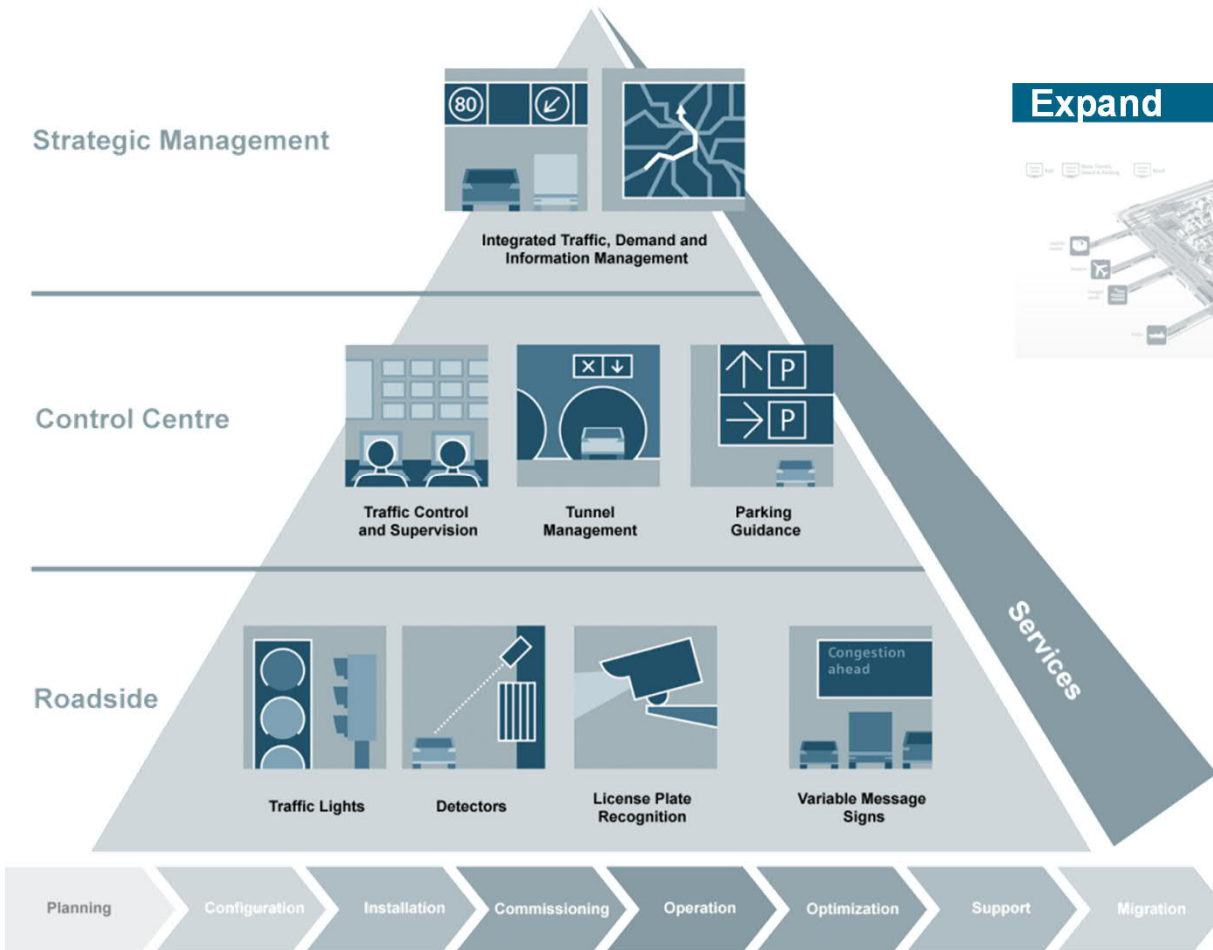 Strategic Management
80
Integrated Traffic, Demand and
Information Management
Expand
Rail
Road
Control Centre
P
P
Traffic Control
and Supervision
Tunnel
Management
Parking
Guidance
Services
Roadside
Congestion
ahead
Traffic Lights
Detectors
License Plate
Recognition
Variable Message
Signs
Planning
Configuration
Installation
Commissioning
Operation
Optimization
Support
Migration